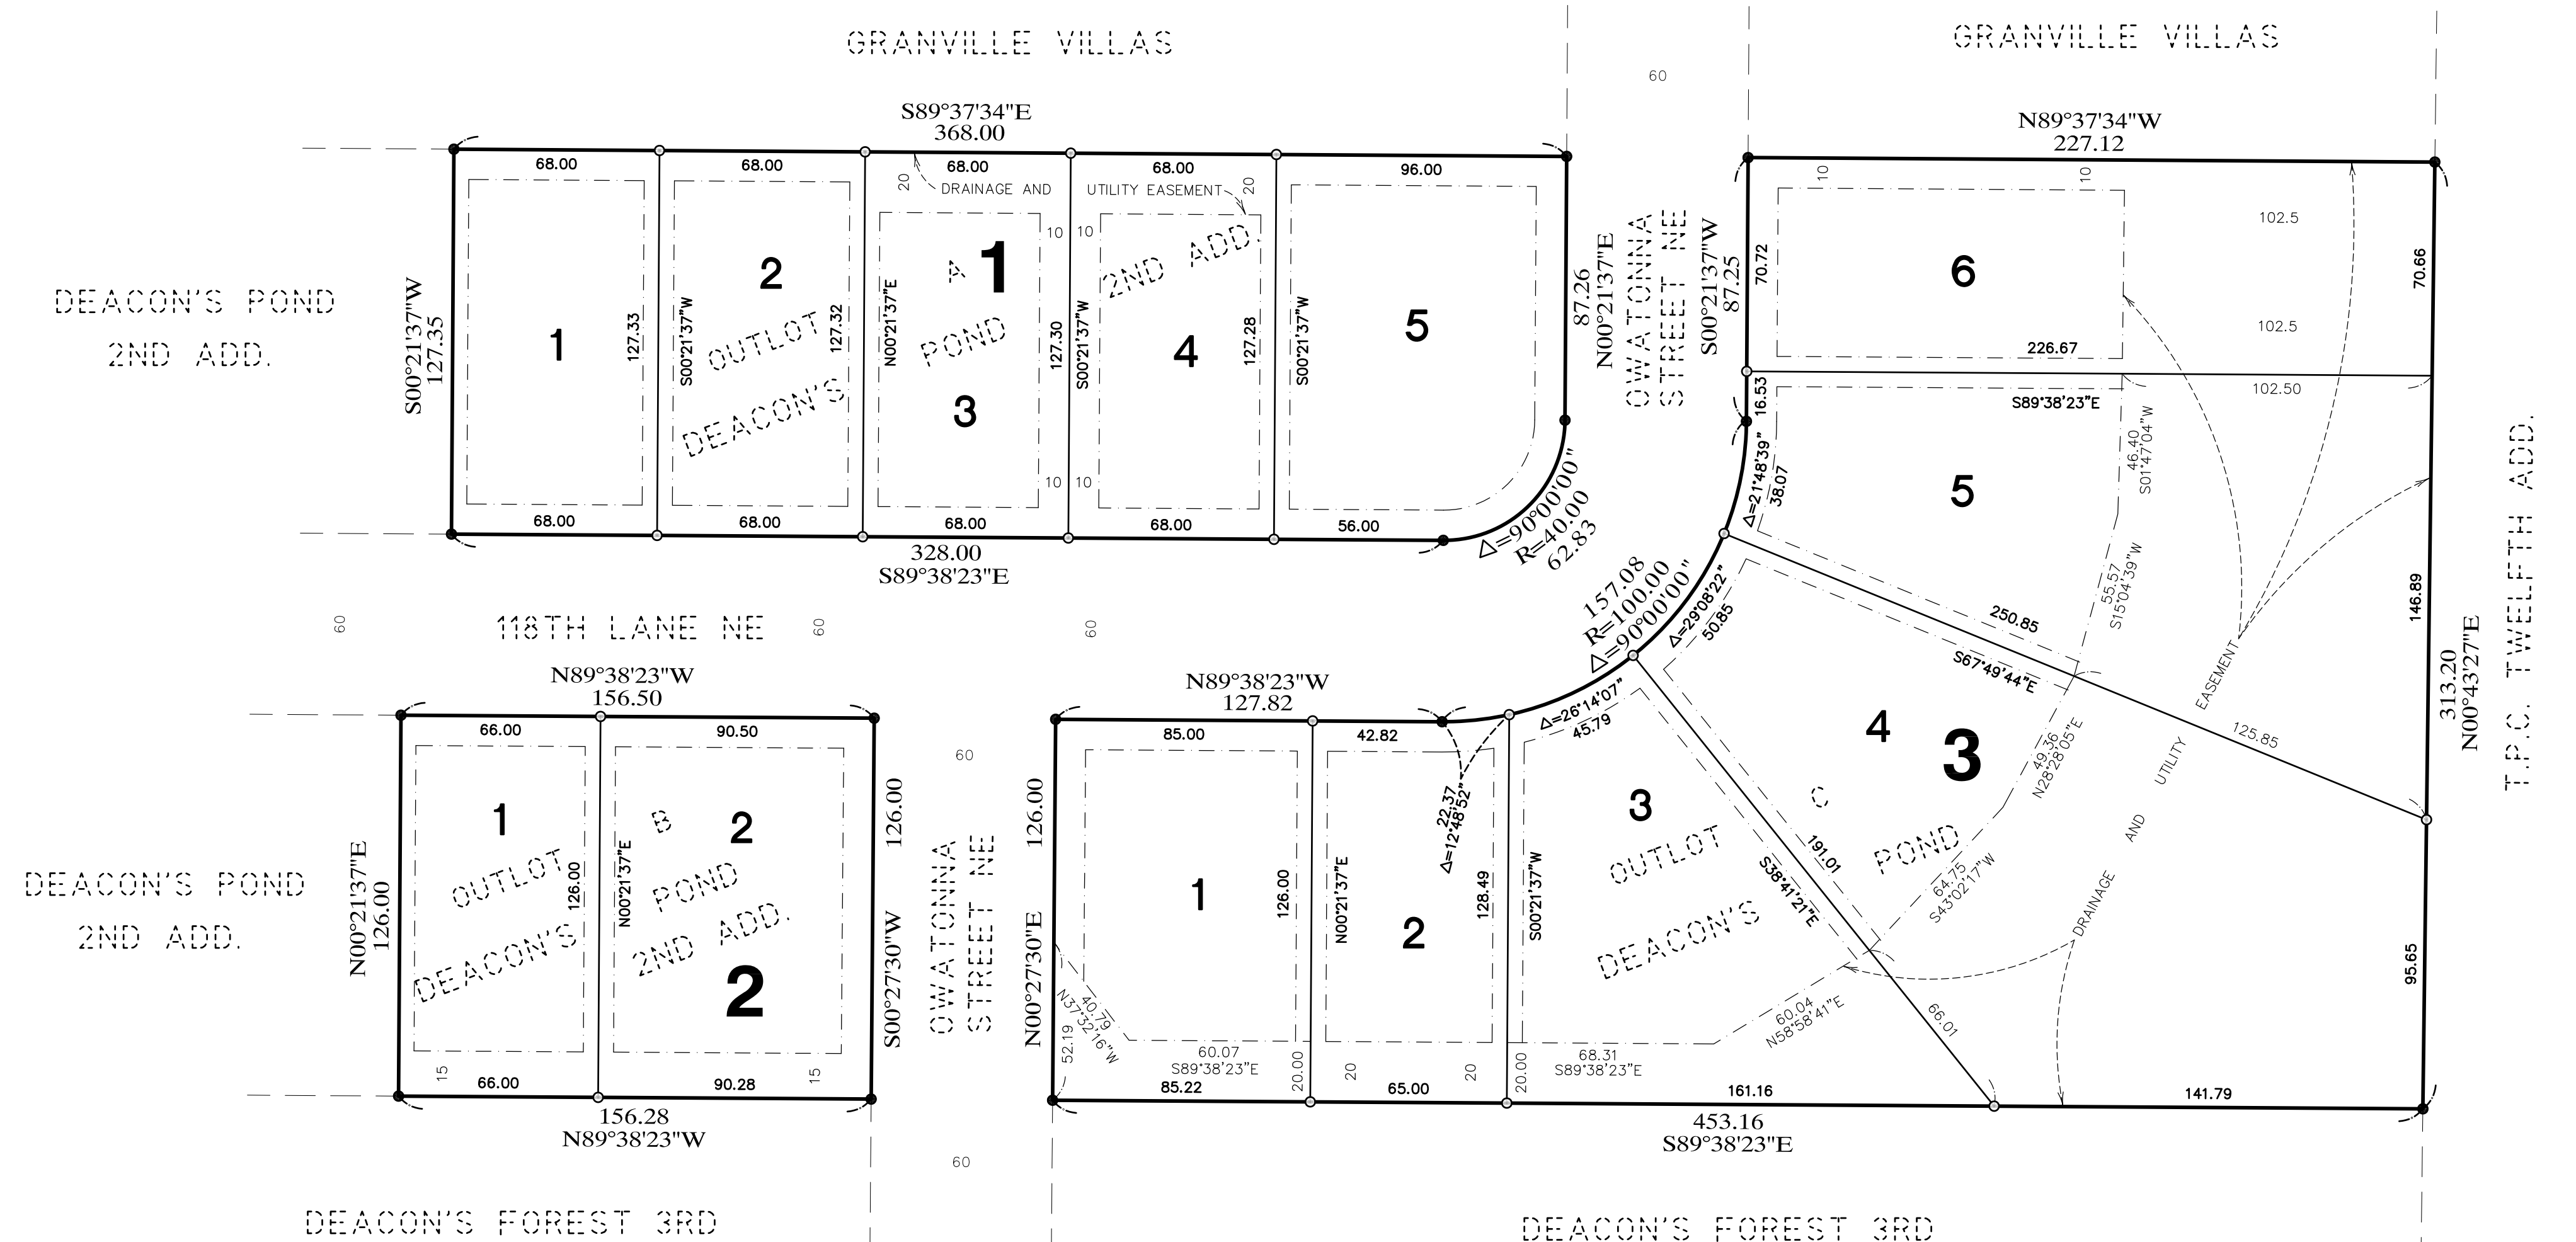 GRANVILLE VILLAS
GRANVILLE VILLAS
60
S89°37'34"E
368.00
N89°37'34"W
227.12
68.00
68.00
68.00
68.00
96.00
20
DRAINAGE AND
UTILITY EASEMENT
20
10
10
10
10
102.5
2
A
1
2ND ADD.
6
70.72
70.66
DEACON'S POND
2ND ADD.
S00°21'37"W
127.35
1
127.33
S00°21'37"W
OUTLOT
DEACON'S
127.32
N00°21'37"E
POND
3
127.30
S00°21'37"W
4
127.28
S00°21'37"W
5
87.26
N00°21'37"E
OWATONNA
STREET NE
S00°21'37"W
87.25
102.5
226.67
16.53
S89°38'23"E
102.50
10
10
Δ=21°48'39"
38.07
5
46.40
S01°47'04"W
55.57
S15°04'39"W
T.P.C. TWELFTH ADD.
68.00
68.00
68.00
68.00
56.00
328.00
S89°38'23"E
Δ=90°00'00"
R=40.00
62.83
157.08
R=100.00
Δ=90°00'00"
Δ=29°08'22"
50.85
250.85
S67°49'44"E
146.89
313.20
N00°43'27"E
60
118TH LANE NE
60
60
EASEMENT
UTILITY
AND
DRAINAGE
125.85
N89°38'23"W
156.50
N89°38'23"W
127.82
66.00
90.50
60
85.00
42.82
Δ=26°14'07"
45.79
4
3
49.36
N28°28'05"E
22.37
Δ=12°48'52"
3
C
POND
1
B
2
POND
2ND ADD.
2
OUTLOT
DEACON'S
126.00
N00°21'37"E
126.00
S00°27'30"W
OWATONNA
STREET NE
126.00
N00°27'30"E
DEACON'S POND
2ND ADD.
N00°21'37"E
126.00
1
126.00
N00°21'37"E
2
128.49
S00°21'37"W
OUTLOT
DEACON'S
191.01
S38°41'21"E
64.75
S43°02'17"W
95.65
40.79
N37°32'16"W
52.19
60.07
S89°38'23"E
20.00
20
20
20.00
68.31
S89°38'23"E
60.04
N58°58'41"E
66.01
15
15
66.00
90.28
85.22
65.00
161.16
141.79
156.28
N89°38'23"W
453.16
S89°38'23"E
60
DEACON'S FOREST 3RD
DEACON'S FOREST 3RD